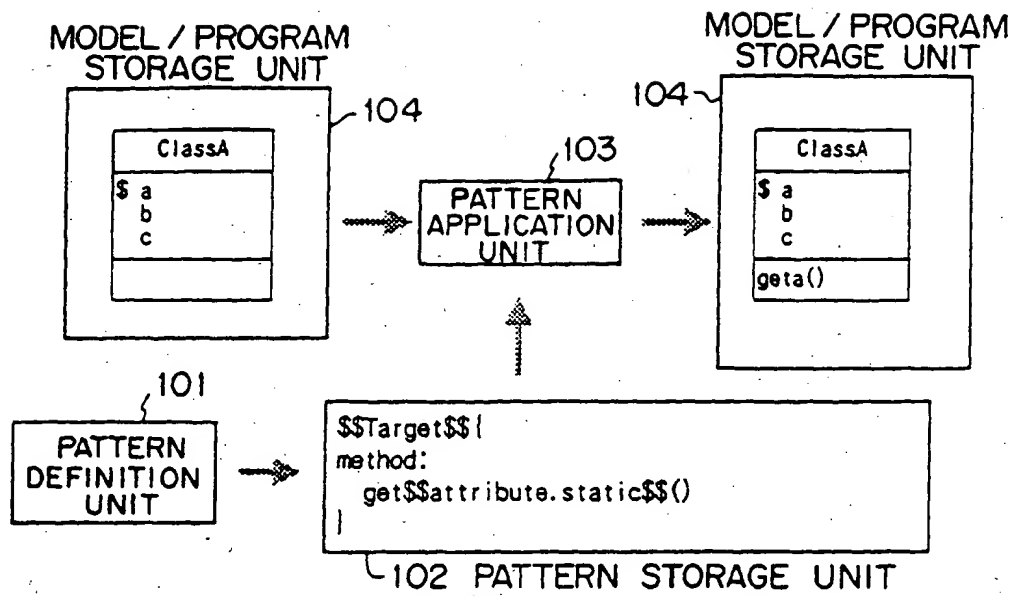 MODEL / PROGRAM
STORAGE UNIT
104
ClassA
$ a
b
c
103
PATTERN
APPLICATION
UNIT
MODEL / PROGRAM
STORAGE UNIT
104
ClassA
$ a
b
c
geta()
101
PATTERN
DEFINITION
UNIT
$$Target$${
method:
get$$attribute.static$$()
}
102 PATTERN STORAGE UNIT